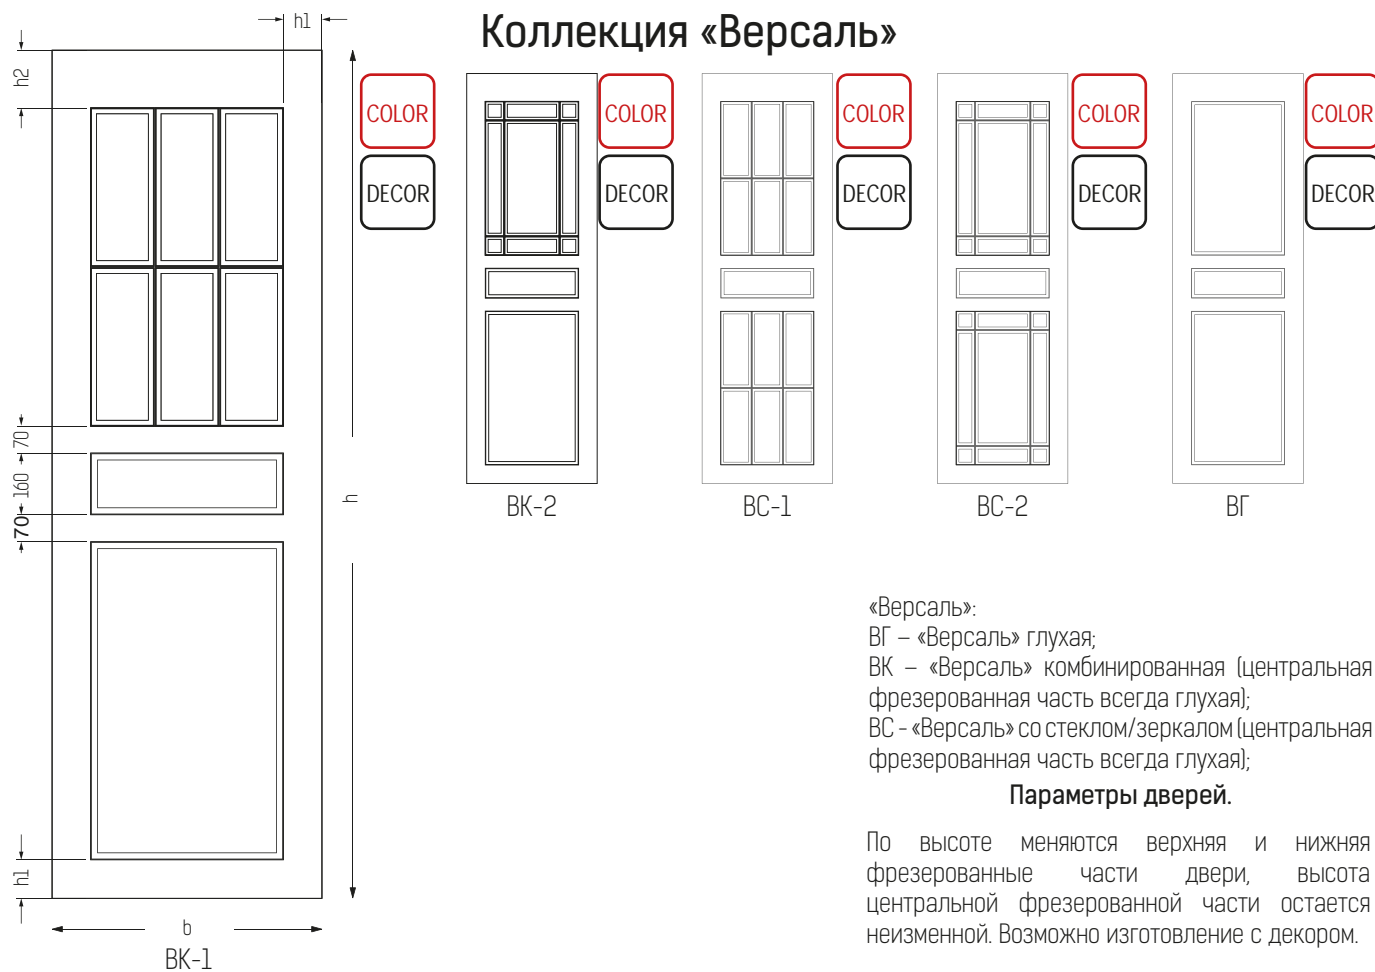 Коллекция «Версаль»
h1
h2
COLOR
DECOR
COLOR
DECOR
COLOR
DECOR
COLOR
DECOR
COLOR
DECOR
70
160
70
h
h1
b
ВК-1
ВК-2
ВС-1
ВС-2
ВГ
«Версаль»:
ВГ – «Версаль» глухая;
ВК – «Версаль» комбинированная (центральная
фрезерованная часть всегда глухая);
ВС - «Версаль» со стеклом/зеркалом (центральная
фрезерованная часть всегда глухая);
Параметры дверей.
По высоте меняются верхняя и нижняя
фрезерованные части двери, высота
центральной фрезерованной части остается
неизменной. Возможно изготовление с декором.